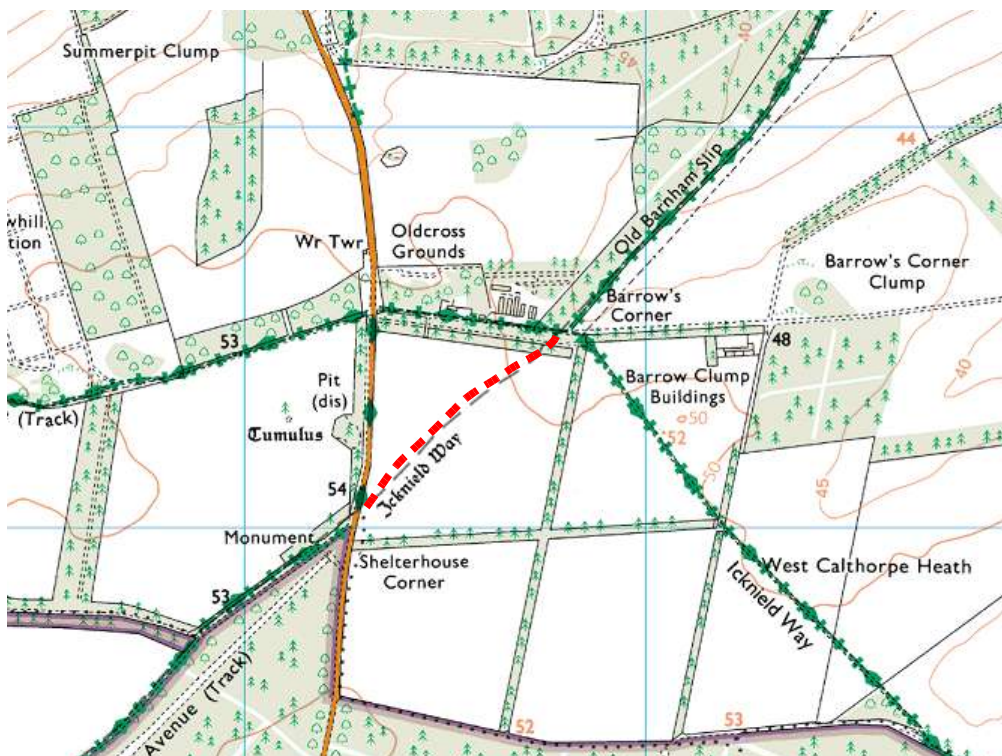 Summerpit Clump
45
40
44
Old Barnham Slip
whill
tion
Wr Twr
Oldcross
Grounds
Barrow's Corner
Clump
Barrow's
Corner
53
48
Pit
(dis)
Barrow Clump
Buildings
40
(Track)
Tumulus
50
52
Icknield Way
50
45
54
Monument
Shelterhouse
Corner
West Calthorpe Heath
Icknield Way
53
Avenue (Track)
52
53